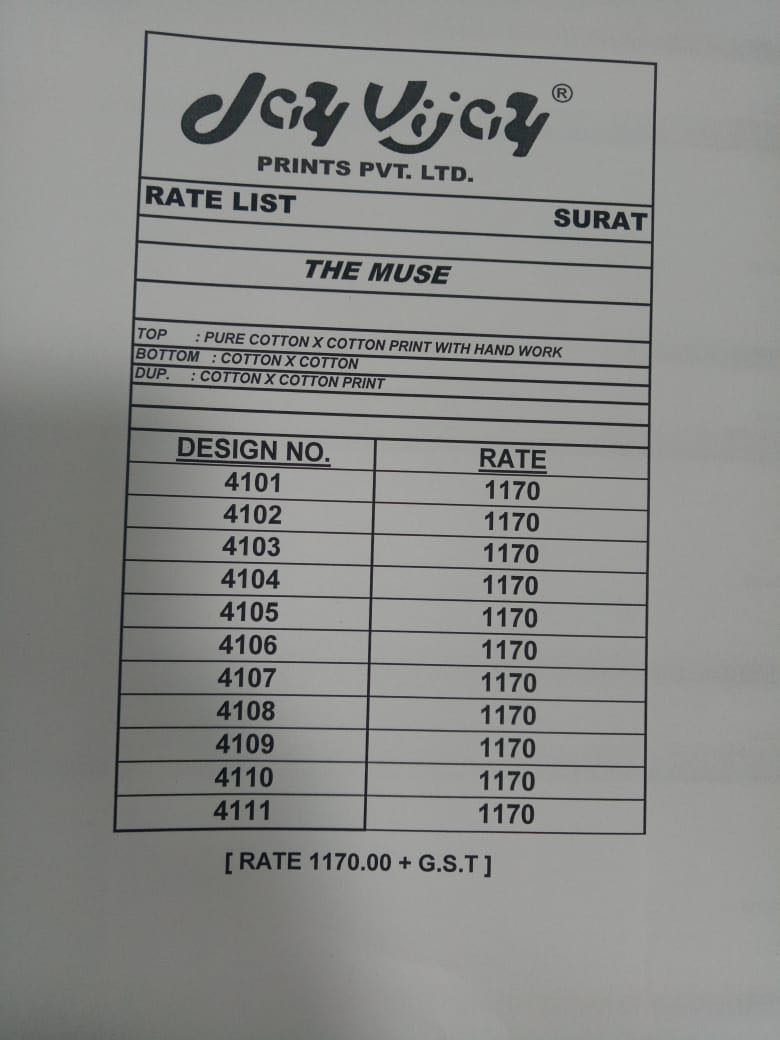 Jay Vijay®
PRINTS PVT. LTD.
RATE LIST SURAT
THE MUSE
TOP : PURE COTTON X COTTON PRINT WITH HAND WORK
BOTTOM : COTTON X COTTON
DUP. : COTTON X COTTON PRINT
DESIGN NO. RATE
4101 1170
4102 1170
4103 1170
4104 1170
4105 1170
4106 1170
4107 1170
4108 1170
4109 1170
4110 1170
4111 1170
[ RATE 1170.00 + G.S.T ]